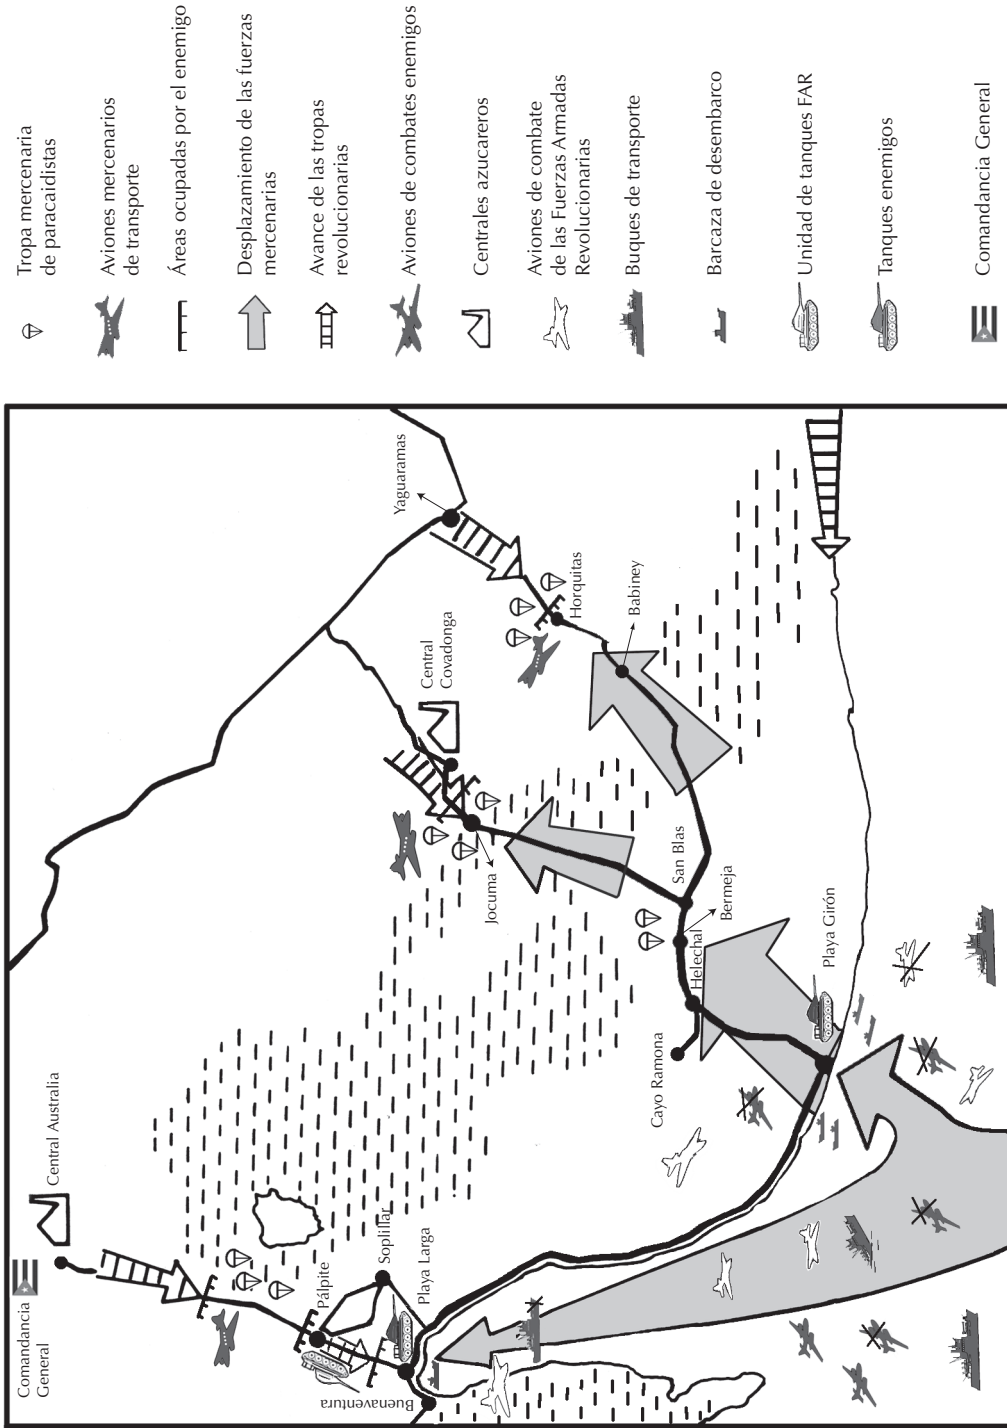 Tropa mercenaria
de paracaidistas
Aviones mercenarios
de transporte
Áreas ocupadas por el enemigo
Desplazamiento de las fuerzas
mercenarias
Avance de las tropas
revolucionarias
Aviones de combates enemigos
Centrales azucareros
Aviones de combate
de las Fuerzas Armadas
Revolucionarias
Buques de transporte
Barcaza de desembarco
Unidad de tanques FAR
Tanques enemigos
Comandancia General
Comandancia
General
Central Australia
Pálpite
Soplillar
Playa Larga
Buenaventura
Cayo Ramona
Helechal
Bermeja
San Blas
Playa Girón
Jocuma
Central
Covadonga
Yaguaramas
Horquitas
Babiney